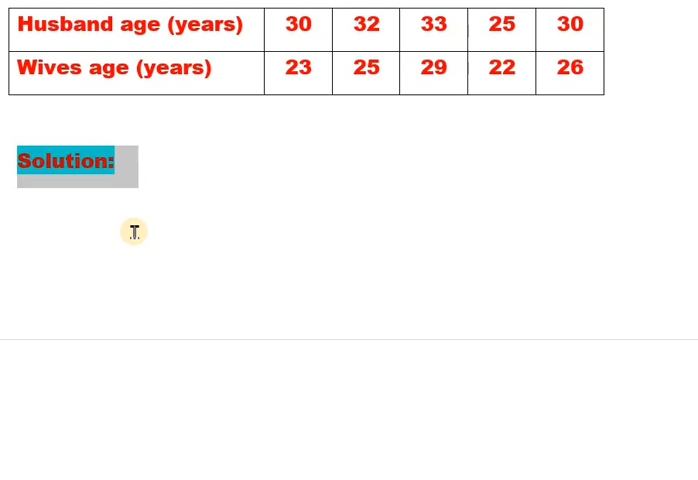 Husband age (years) 30 32 33 25 30
Wives age (years) 23 25 29 22 26
Solution: